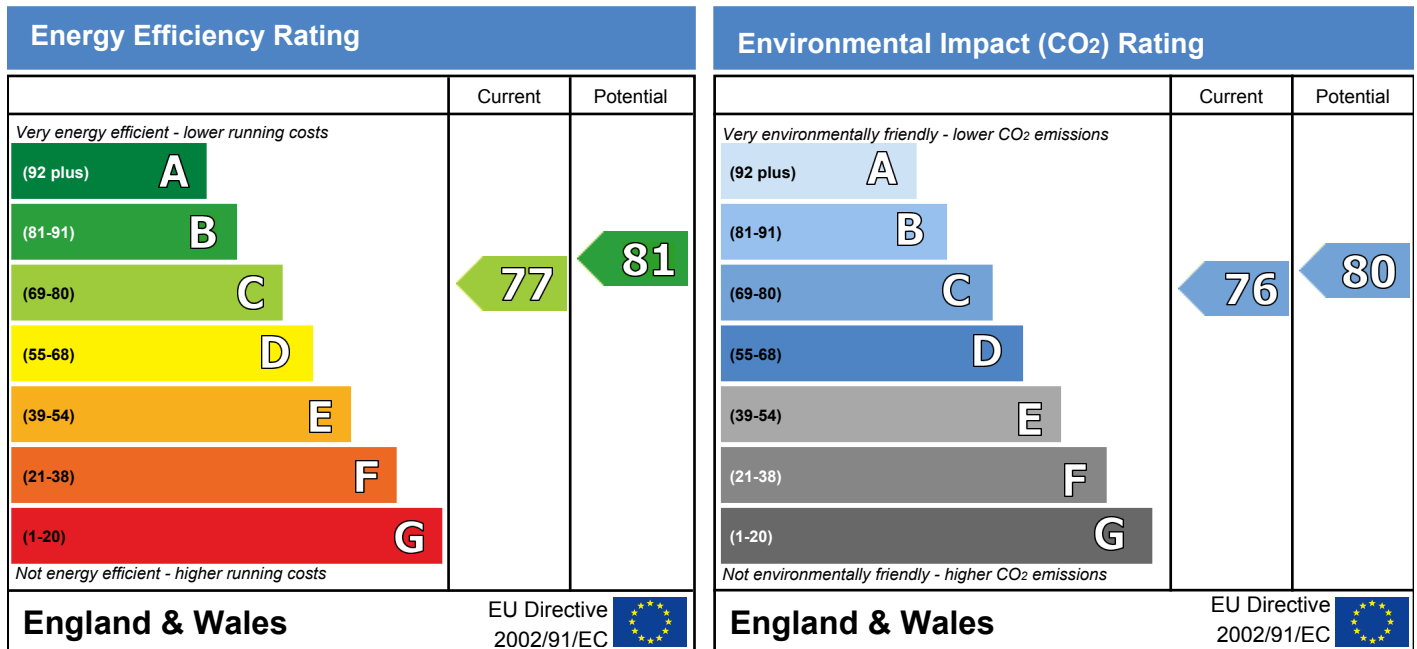 Energy Efficiency Rating
Current Potential
Very energy efficient - lower running costs
(92 plus) A
(81-91) B
(69-80) C
(55-68) D
(39-54) E
(21-38) F
(1-20) G
77
81
Not energy efficient - higher running costs
England & Wales
EU Directive
2002/91/EC
Environmental Impact (CO2) Rating
Current Potential
Very environmentally friendly - lower CO2 emissions
(92 plus) A
(81-91) B
(69-80) C
(55-68) D
(39-54) E
(21-38) F
(1-20) G
76
80
Not environmentally friendly - higher CO2 emissions
England & Wales
EU Directive
2002/91/EC